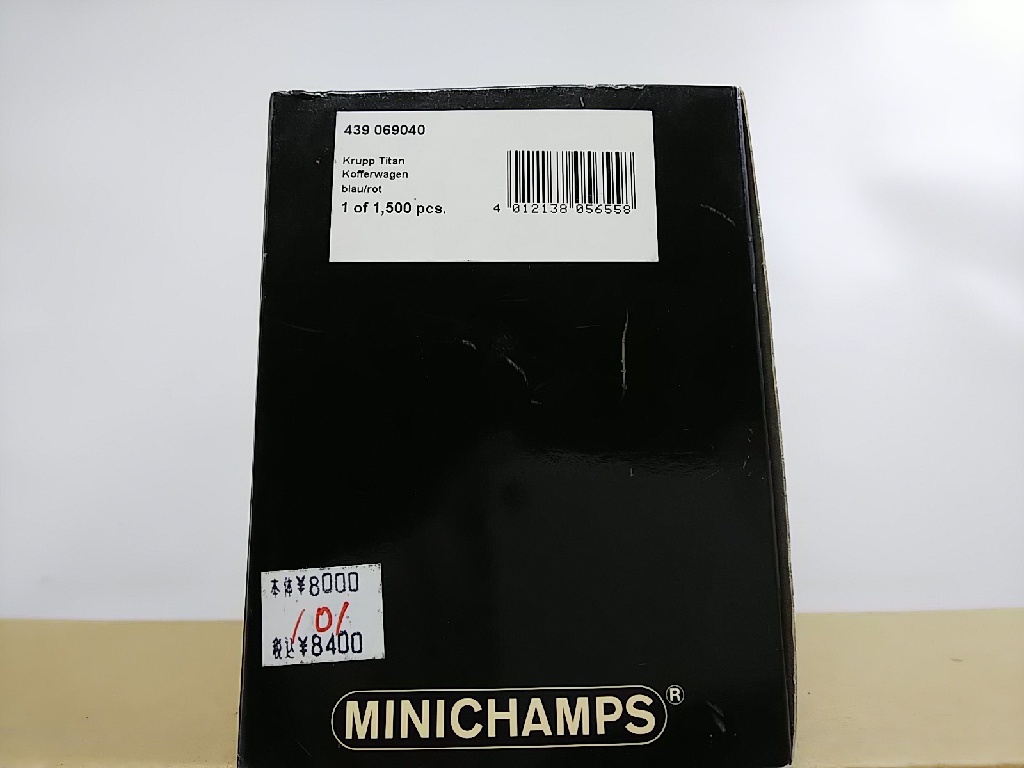 439 069040
Krupp Titan
Kofferwagen
blau/rot
1 of 1,500 pcs.
4 012138 056558
本体¥8000
101
税込¥8400
MINICHAMPS®